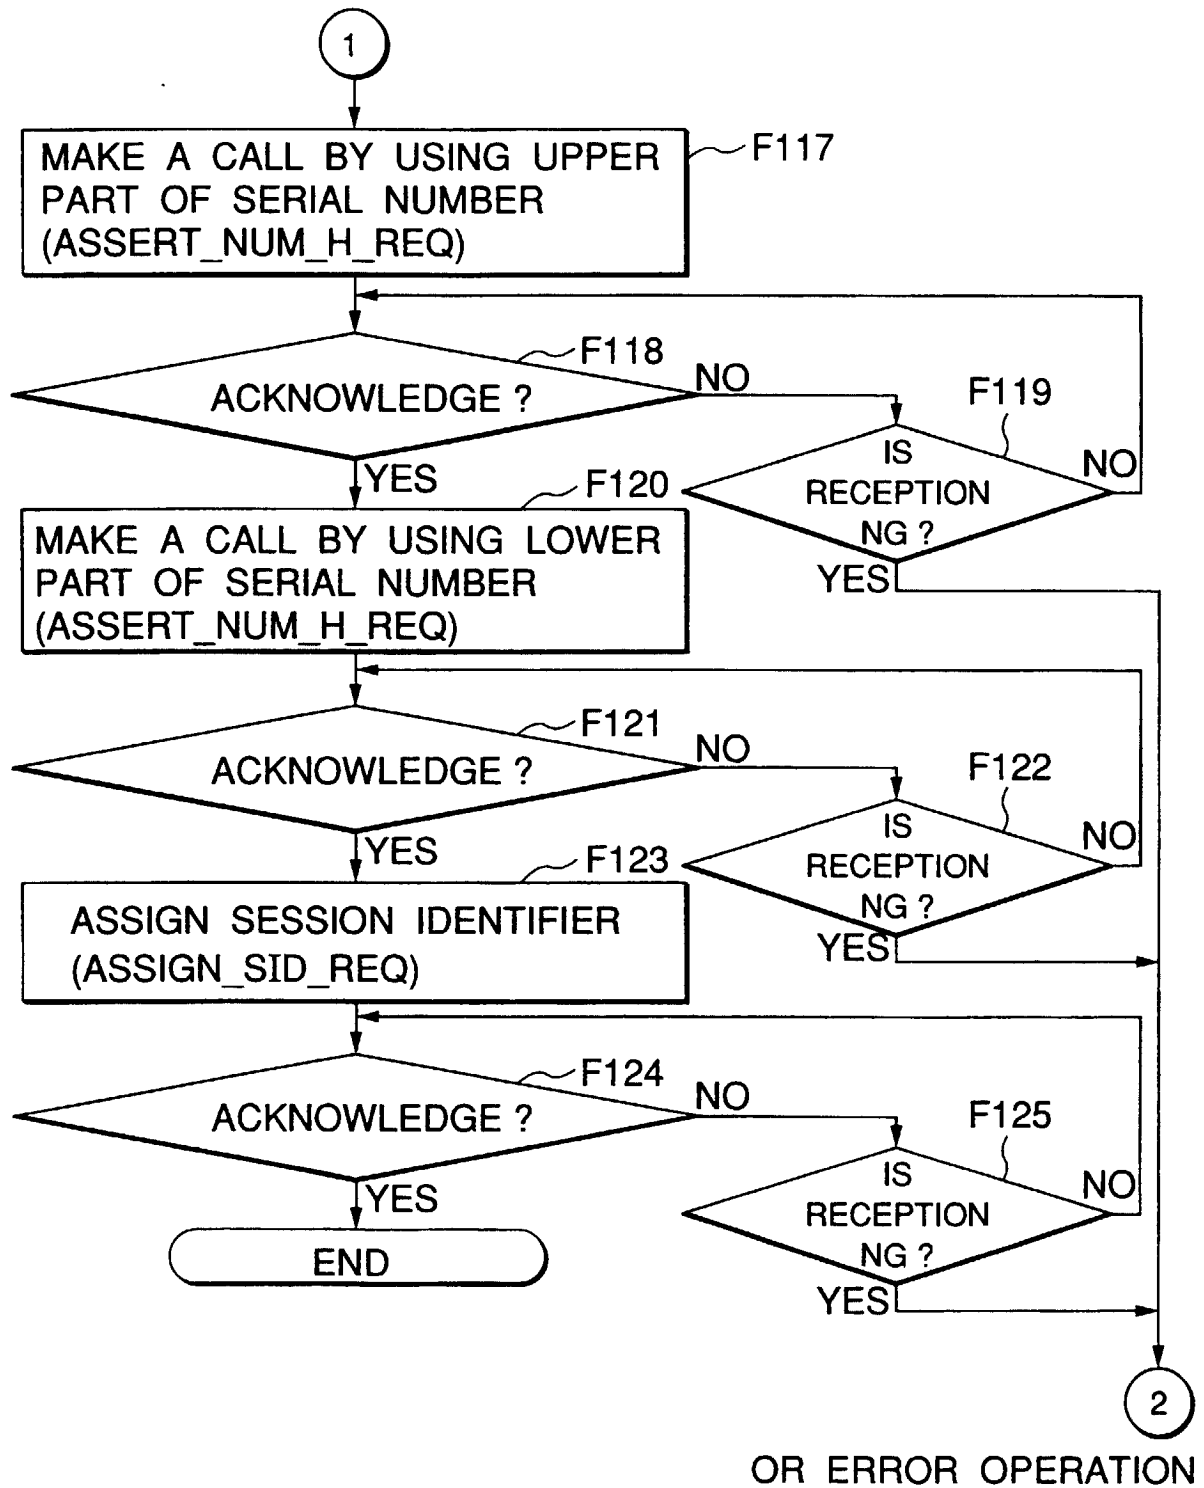 1
MAKE A CALL BY USING UPPER
PART OF SERIAL NUMBER
(ASSERT_NUM_H_REQ)
F117
F118
ACKNOWLEDGE ?
NO
YES
F119
IS
RECEPTION
NG ?
NO
YES
F120
MAKE A CALL BY USING LOWER
PART OF SERIAL NUMBER
(ASSERT_NUM_H_REQ)
F121
ACKNOWLEDGE ?
NO
YES
F122
IS
RECEPTION
NG ?
NO
YES
F123
ASSIGN SESSION IDENTIFIER
(ASSIGN_SID_REQ)
F124
ACKNOWLEDGE ?
NO
YES
F125
IS
RECEPTION
NG ?
NO
YES
END
2
OR ERROR OPERATION